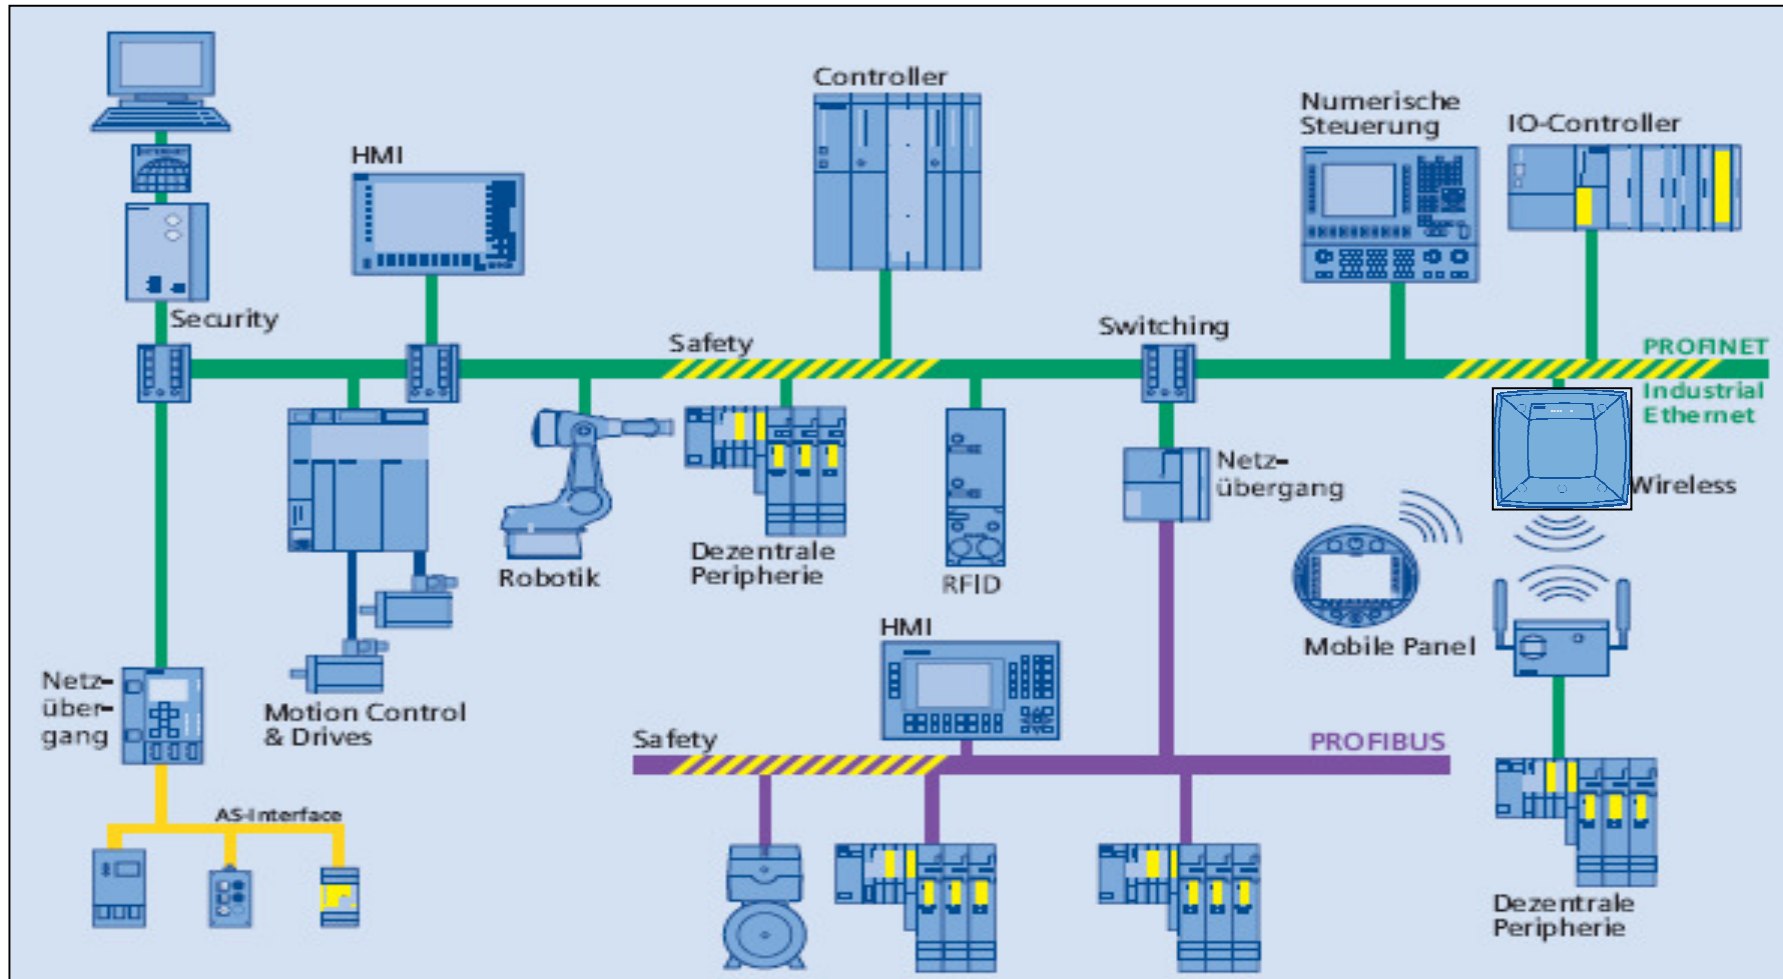 Controller
Numerische
Steuerung
IO-Controller
HMI
INTERNET
Security
Safety
Switching
PROFINET
Industrial
Ethernet
Netz-
übergang
Wireless
Robotik
Dezentrale
Peripherie
RFID
HMI
Mobile Panel
Netz-
über-
gang
Motion Control
& Drives
Safety
PROFIBUS
AS-Interface
Dezentrale
Peripherie